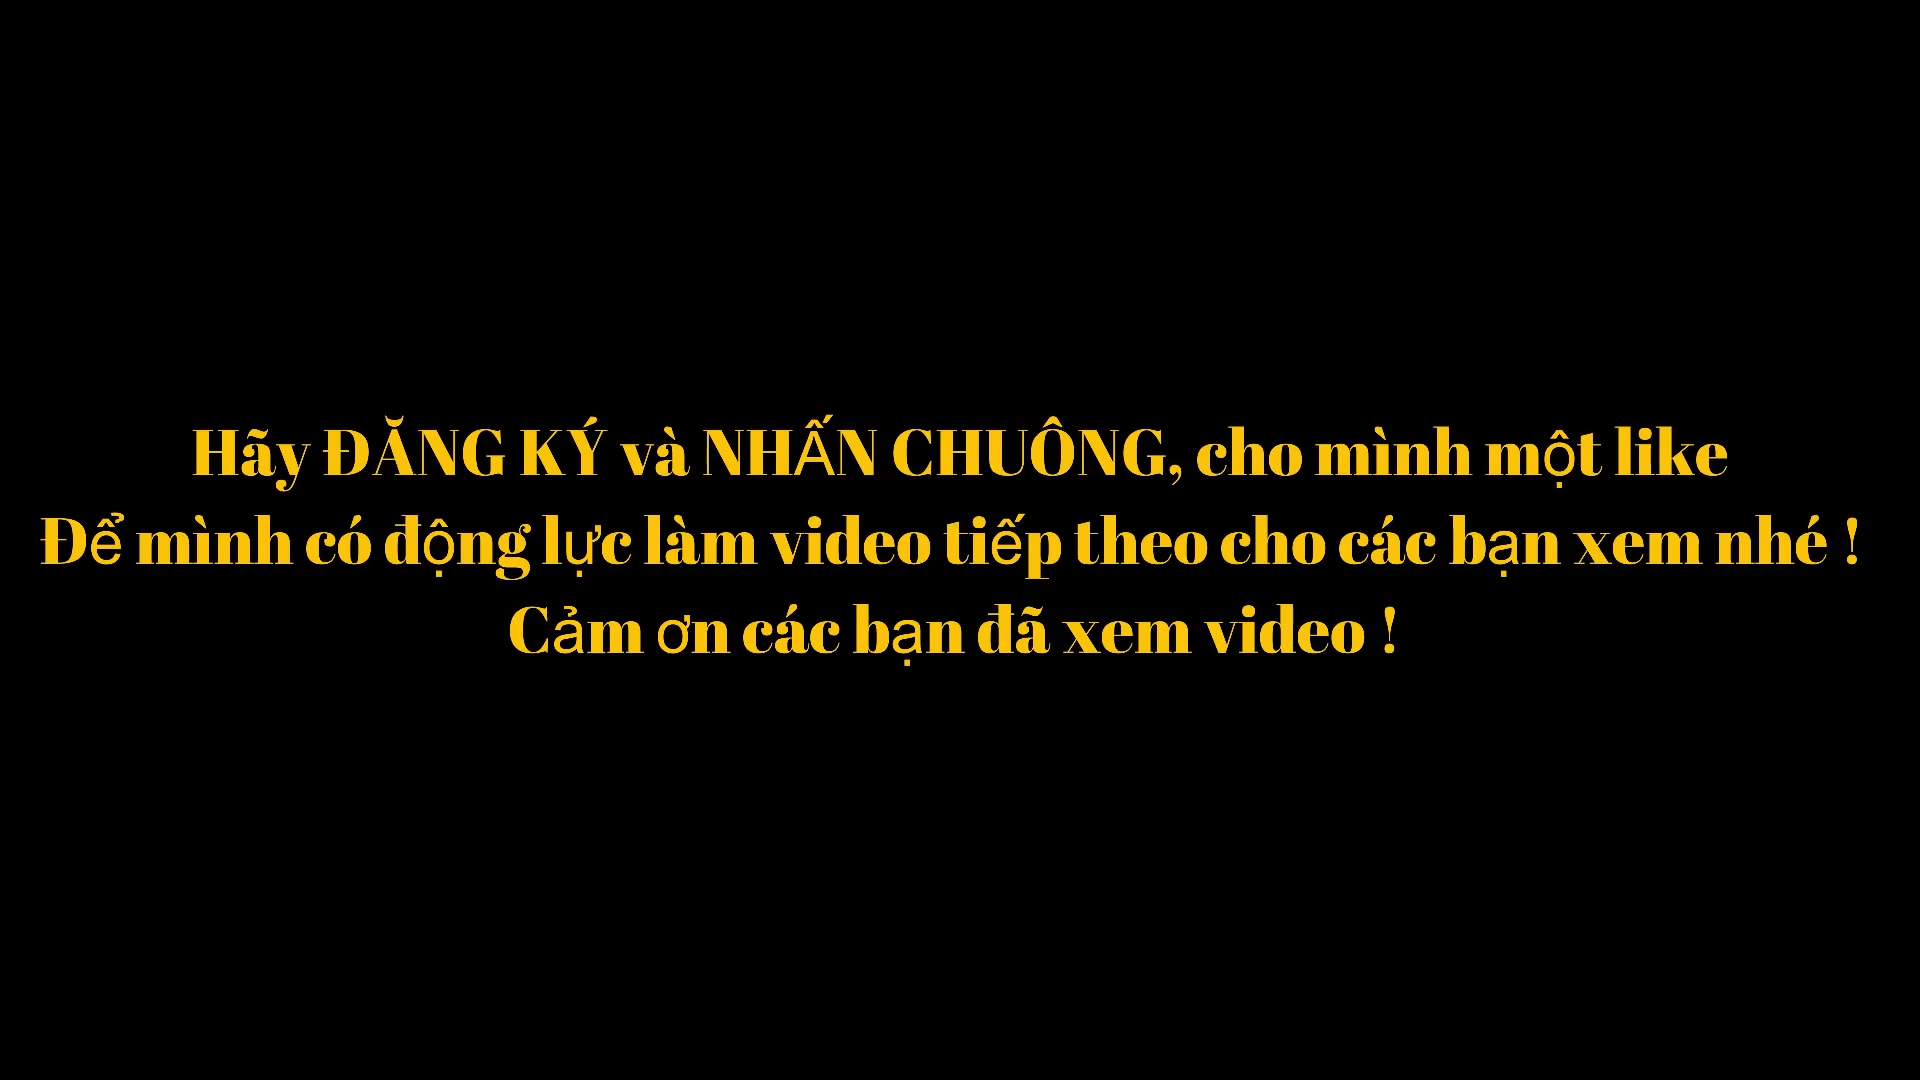 Hãy ĐĂNG KÝ và NHẤN CHUÔNG, cho mình một like
Để mình có động lực làm video tiếp theo cho các bạn xem nhé !
Cảm ơn các bạn đã xem video !